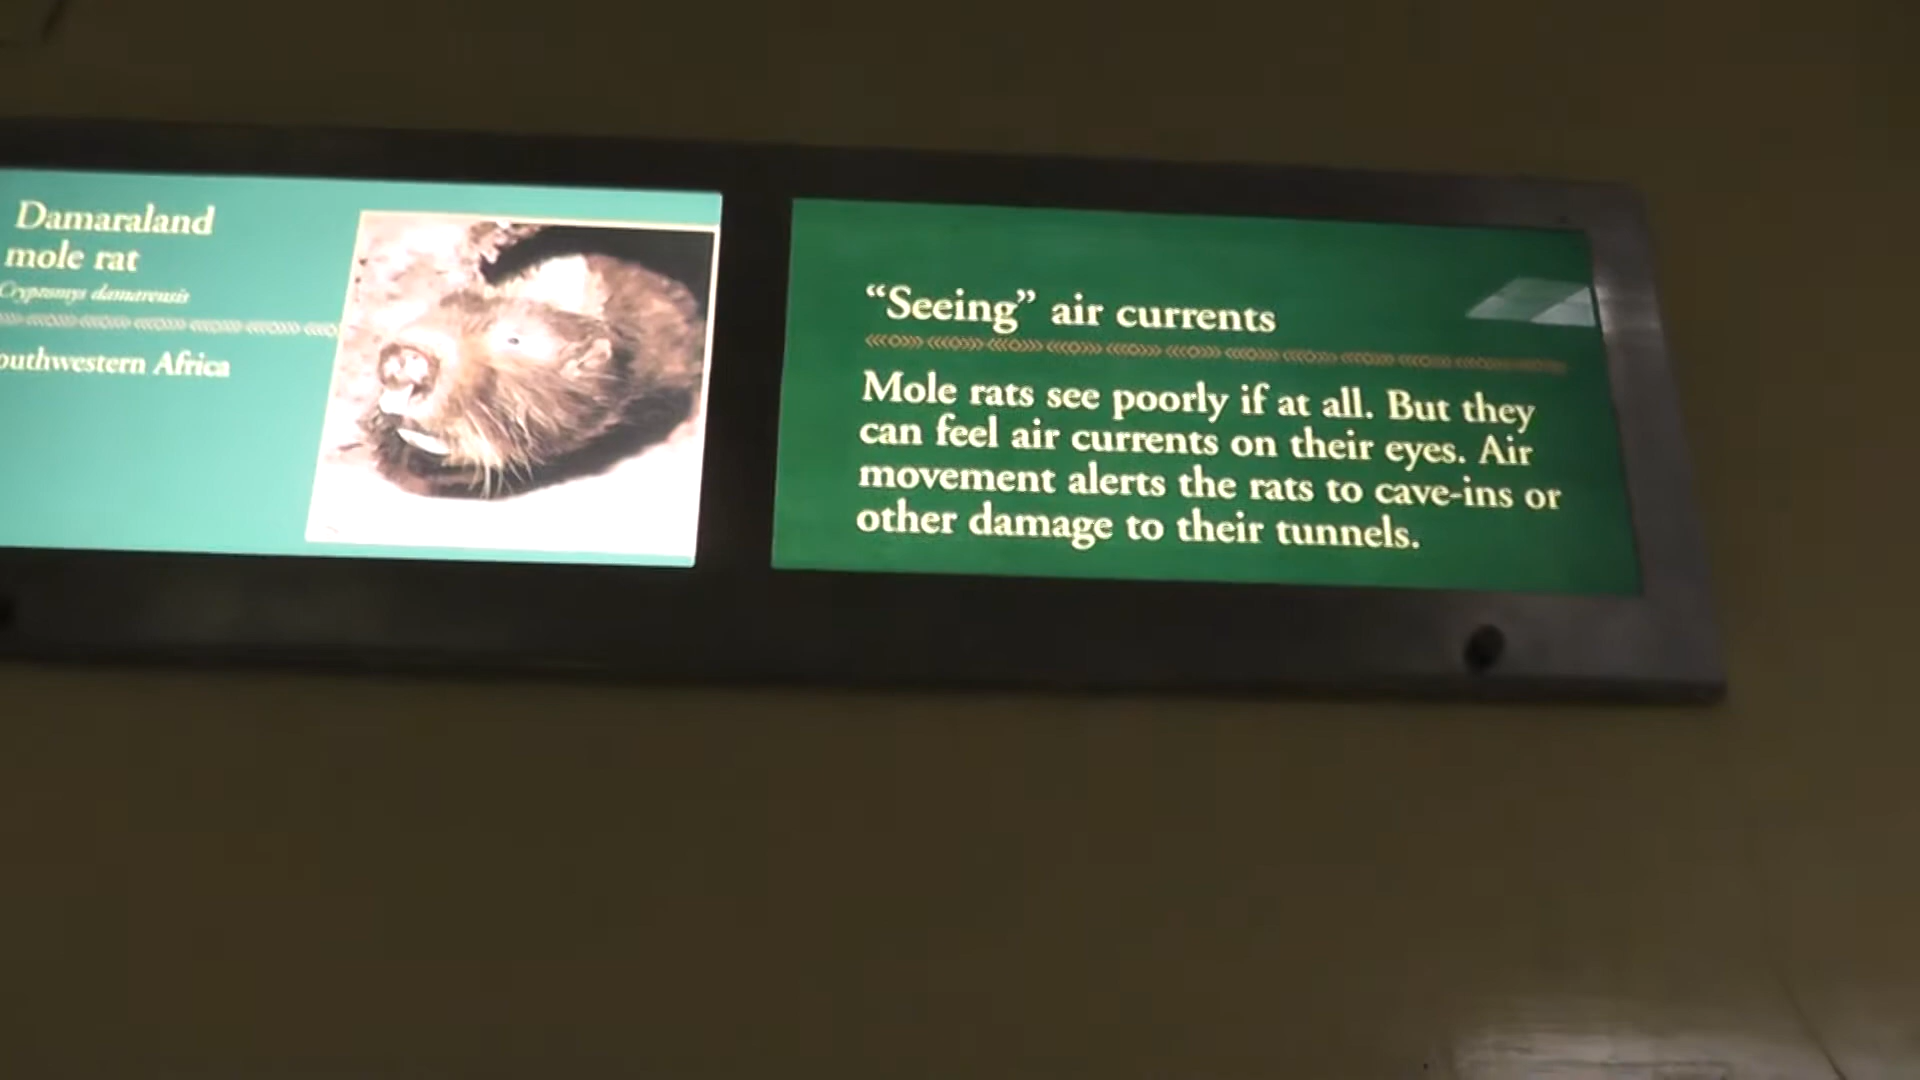 Damaraland
mole rat
Cryptomys damarensis
outhwestern Africa
“Seeing” air currents
Mole rats see poorly if at all. But they
can feel air currents on their eyes. Air
movement alerts the rats to cave-ins or
other damage to their tunnels.